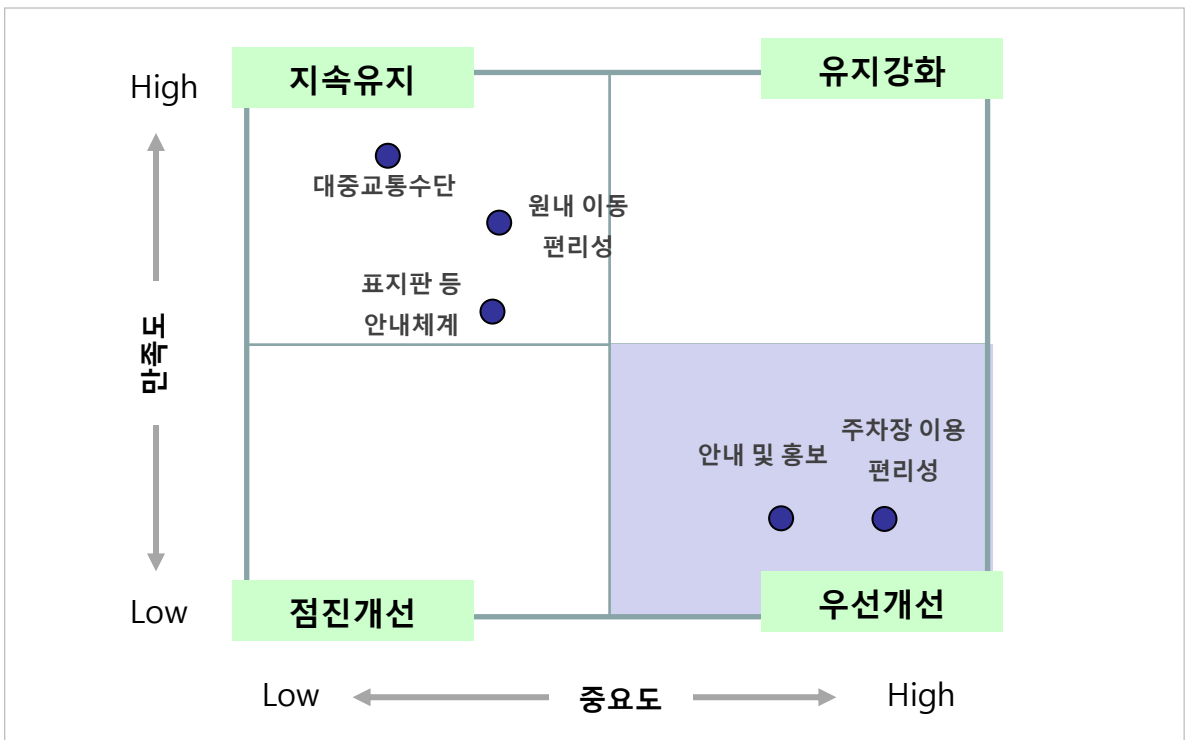 지속유지
유지강화
High
대중교통수단
원내 이동
편리성
표지판 등
안내체계
만족도
주차장 이용
편리성
안내 및 홍보
Low
점진개선
우선개선
Low
중요도
High